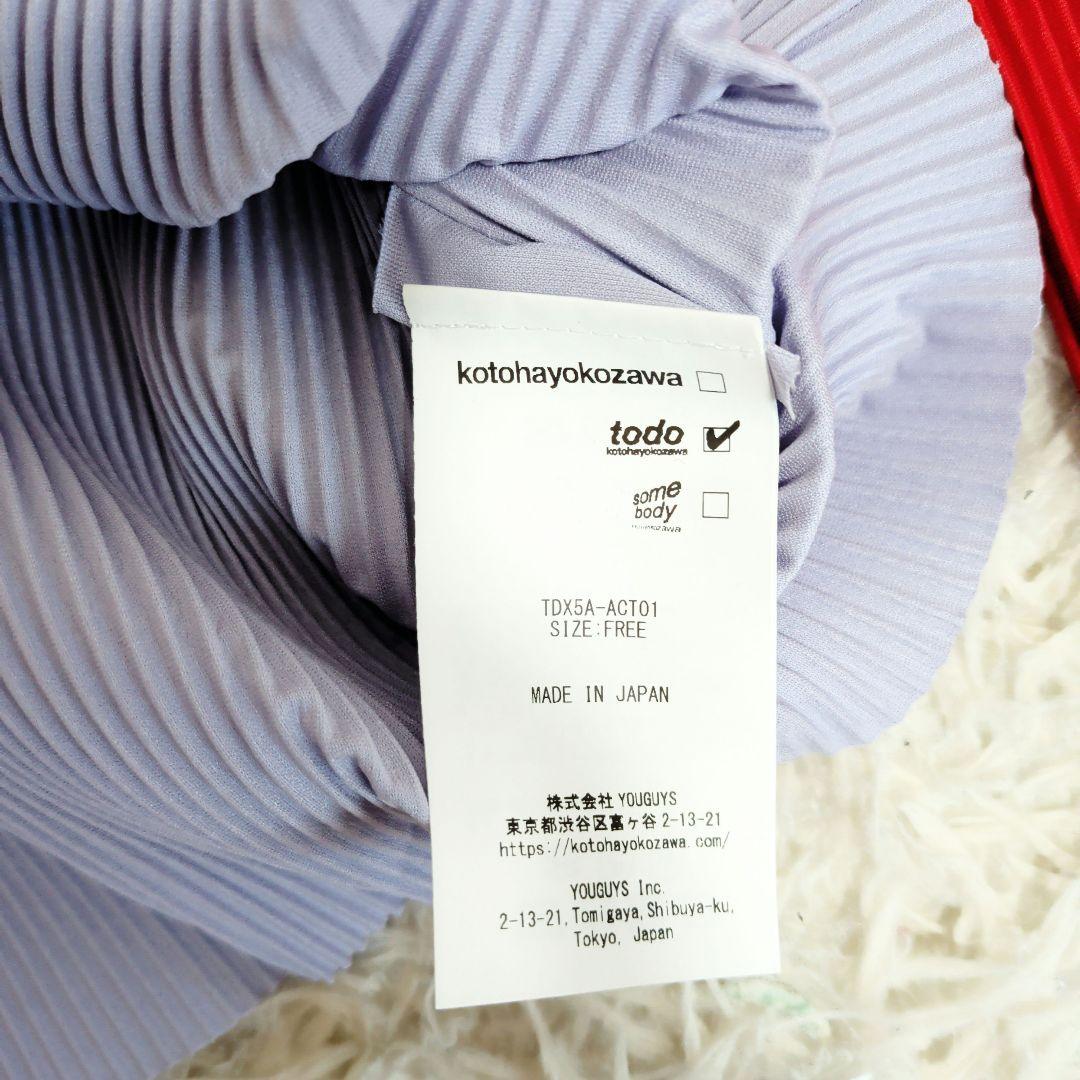 kotohayokozawa
todo
kotohayokozawa
some
body
TDX5A-ACT01
SIZE:FREE
MADE IN JAPAN
株式会社 YOUGUYS
東京都渋谷区富ヶ谷 2-13-21
https://kotohayokozawa.com/
YOUGUYS Inc.
2-13-21, Tomigaya, Shibuya-ku,
Tokyo, Japan